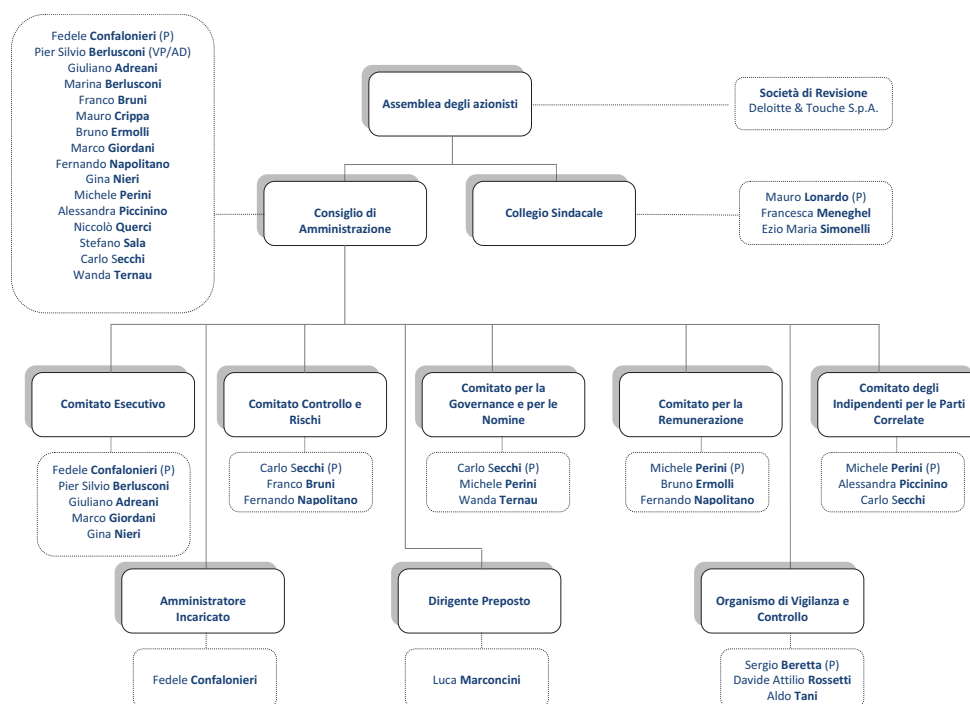 Fedele Confalonieri (P)
Pier Silvio Berlusconi (VP/AD)
Giuliano Adreani
Marina Berlusconi
Franco Bruni
Mauro Crippa
Bruno Ermolli
Marco Giordani
Fernando Napolitano
Gina Nieri
Michele Perini
Alessandra Piccinino
Niccolò Querci
Stefano Sala
Carlo Secchi
Wanda Ternau
Assemblea degli azionisti
Società di Revisione
Deloitte & Touche S.p.A.
Consiglio di
Amministrazione
Collegio Sindacale
Mauro Lonardo (P)
Francesca Meneghel
Ezio Maria Simonelli
Comitato Esecutivo
Comitato Controllo e
Rischi
Comitato per la
Governance e per le
Nomine
Comitato per la
Remunerazione
Comitato degli
Indipendenti per le Parti
Correlate
Fedele Confalonieri (P)
Pier Silvio Berlusconi
Giuliano Adreani
Marco Giordani
Gina Nieri
Carlo Secchi (P)
Franco Bruni
Fernando Napolitano
Carlo Secchi (P)
Michele Perini
Wanda Ternau
Michele Perini (P)
Bruno Ermolli
Fernando Napolitano
Michele Perini (P)
Alessandra Piccinino
Carlo Secchi
Amministratore
Incaricato
Dirigente Preposto
Organismo di Vigilanza e
Controllo
Fedele Confalonieri
Luca Marconcini
Sergio Beretta (P)
Davide Attilio Rossetti
Aldo Tani